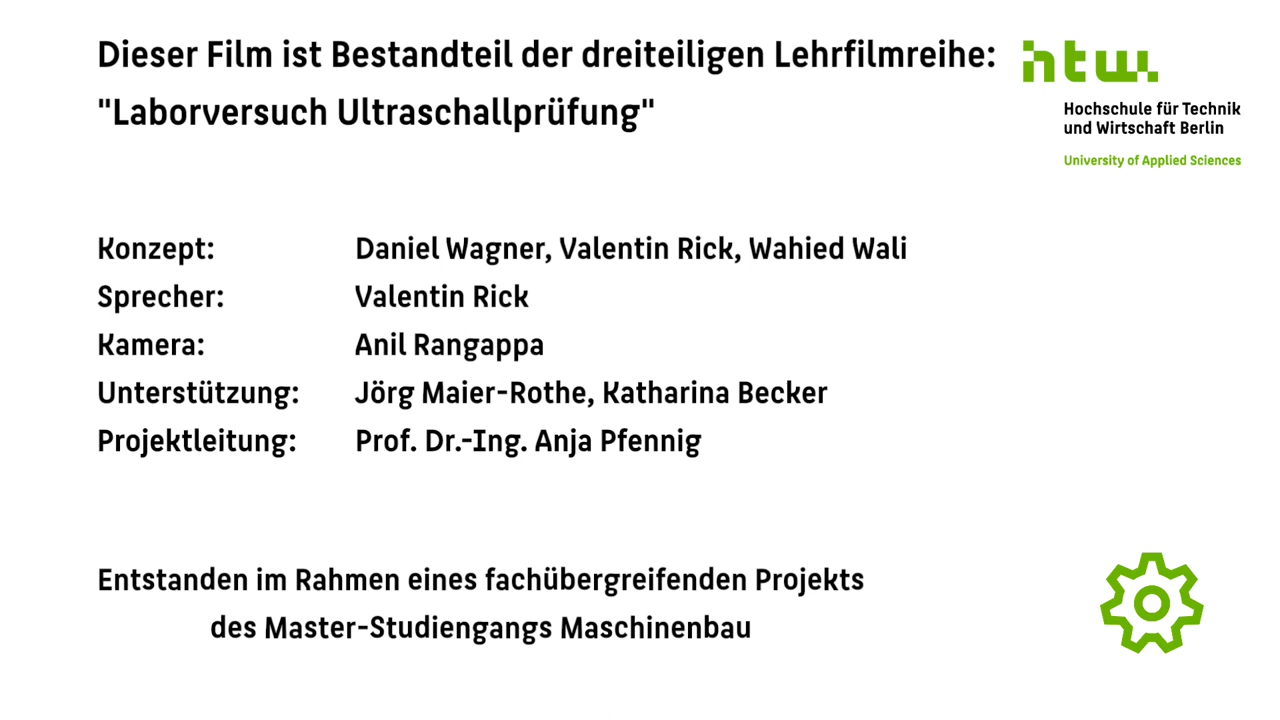 Dieser Film ist Bestandteil der dreiteiligen Lehrfilmreihe:
"Laborversuch Ultraschallprüfung"
htw.
Hochschule für Technik
und Wirtschaft Berlin
University of Applied Sciences
Konzept: Daniel Wagner, Valentin Rick, Wahied Wali
Sprecher: Valentin Rick
Kamera: Anil Rangappa
Unterstützung: Jörg Maier-Rothe, Katharina Becker
Projektleitung: Prof. Dr.-Ing. Anja Pfennig
Entstanden im Rahmen eines fachübergreifenden Projekts
des Master-Studiengangs Maschinenbau